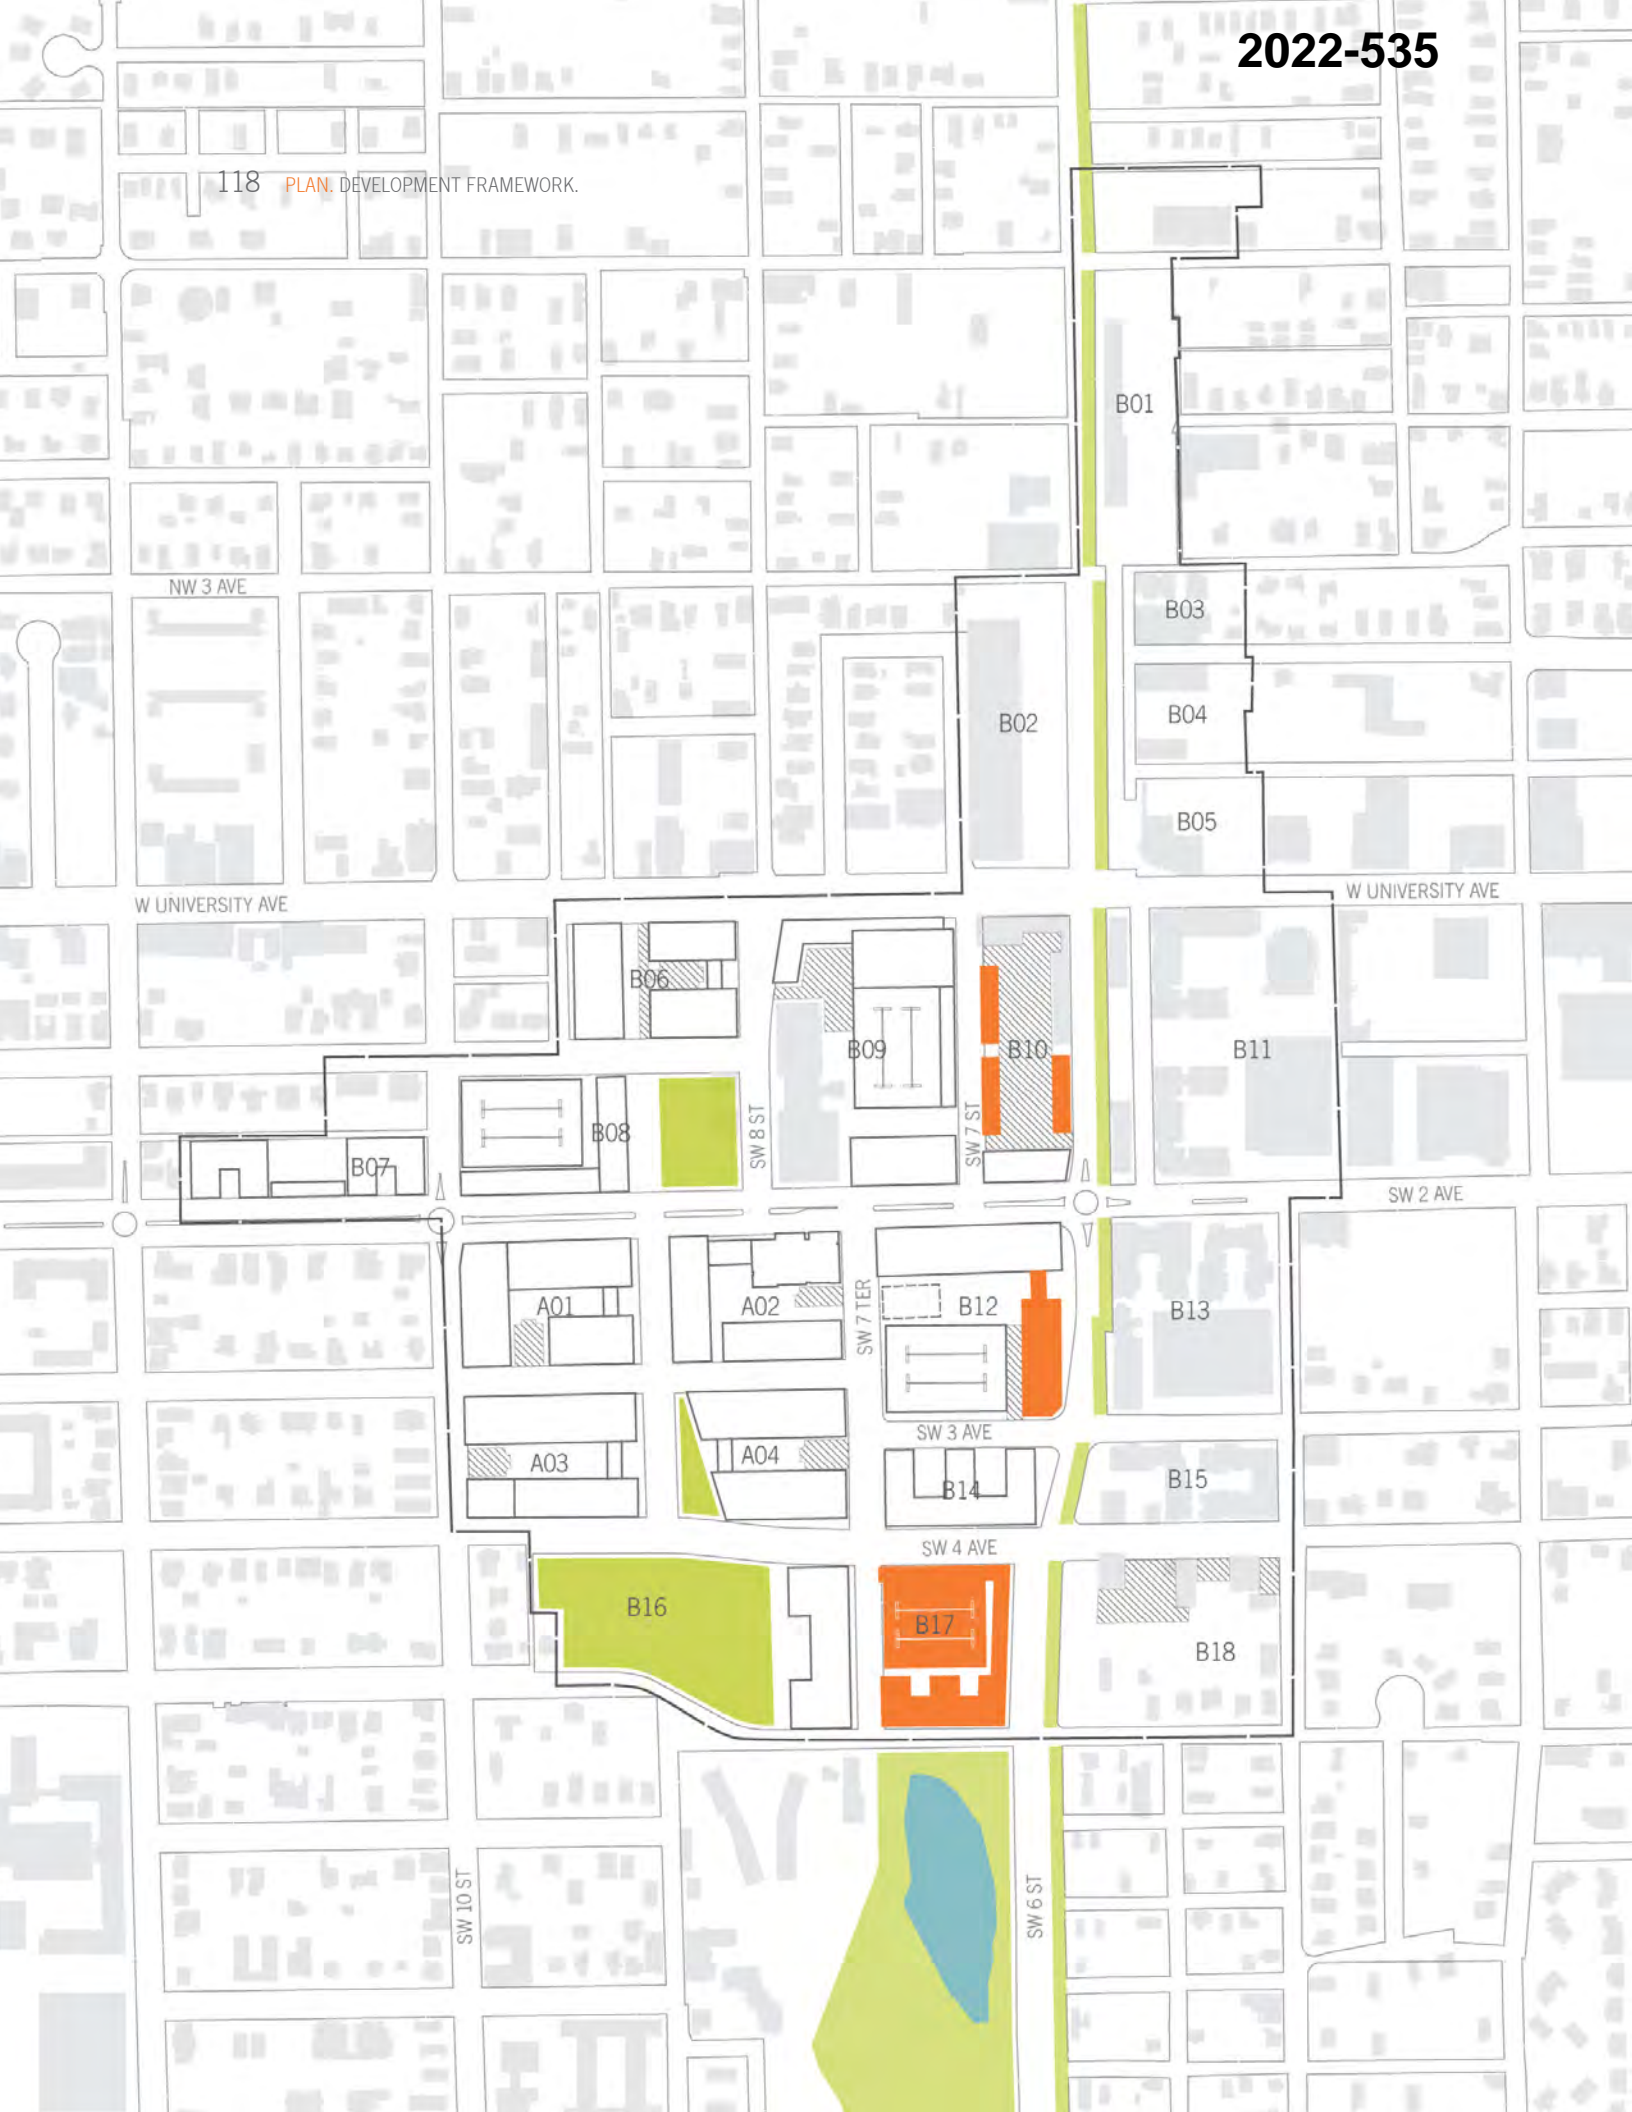 2022-535
118 PLAN. DEVELOPMENT FRAMEWORK.
B01
NW 3 AVE
B03
B04
B02
B05
W UNIVERSITY AVE
W UNIVERSITY AVE
B06
B09
B10
B11
SW 8 ST
SW 7 ST
B08
B07
SW 2 AVE
A01
A02
SW 7 TER
B12
B13
SW 3 AVE
A03
A04
B14
B15
SW 4 AVE
B16
B17
B18
SW 10 ST
SW 6 ST